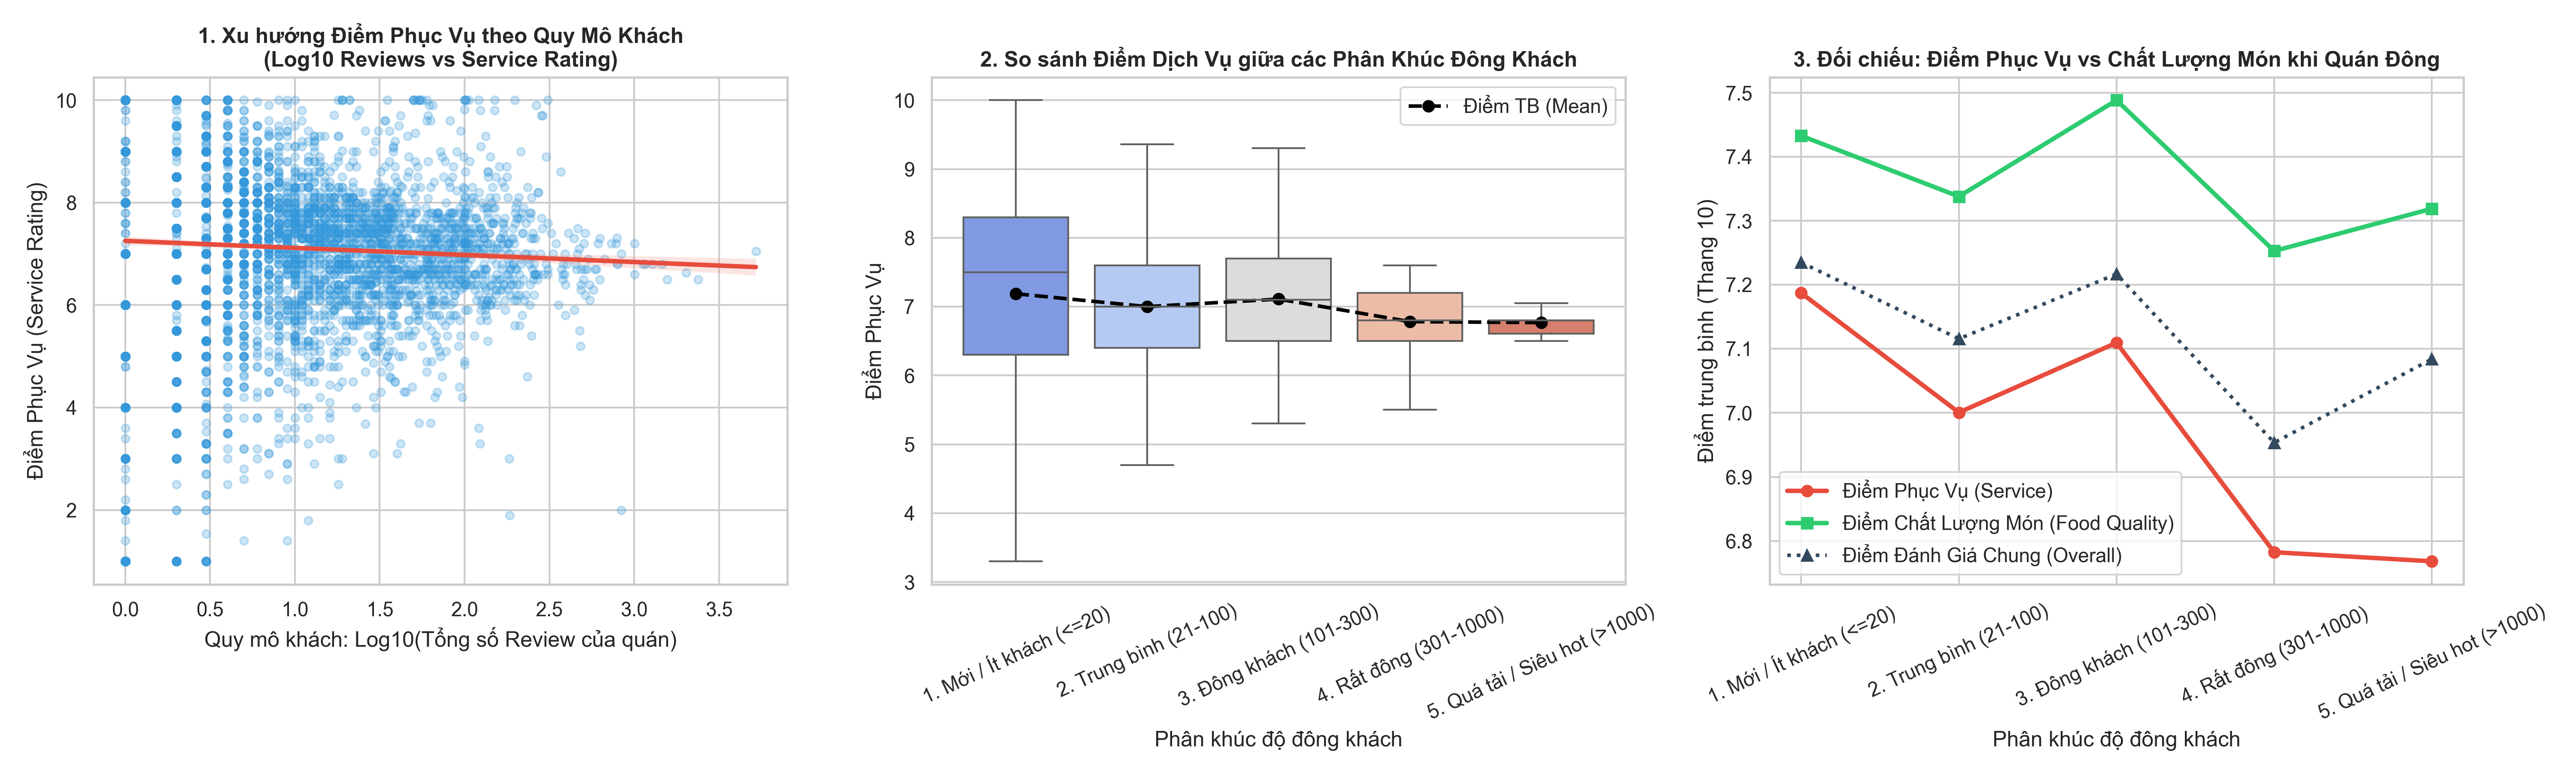 1. Xu hướng Điểm Phục Vụ theo Quy Mô Khách
(Log10 Reviews vs Service Rating)
Điểm Phục Vụ (Service Rating)
10
8
6
4
2
0.0 0.5 1.0 1.5 2.0 2.5 3.0 3.5
Quy mô khách: Log10(Tổng số Review của quán)
2. So sánh Điểm Dịch Vụ giữa các Phân Khúc Đông Khách
Điểm TB (Mean)
Điểm Phục Vụ
10
9
8
7
6
5
4
3
1. Mới / Ít khách (<=20)
2. Trung bình (21-100)
3. Đông khách (101-300)
4. Rất đông (301-1000)
5. Quá tải / Siêu hot (>1000)
Phân khúc độ đông khách
3. Đối chiếu: Điểm Phục Vụ vs Chất Lượng Món khi Quán Đông
Điểm trung bình (Thang 10)
7.5
7.4
7.3
7.2
7.1
7.0
6.9
6.8
Điểm Phục Vụ (Service)
Điểm Chất Lượng Món (Food Quality)
Điểm Đánh Giá Chung (Overall)
1. Mới / Ít khách (<=20)
2. Trung bình (21-100)
3. Đông khách (101-300)
4. Rất đông (301-1000)
5. Quá tải / Siêu hot (>1000)
Phân khúc độ đông khách